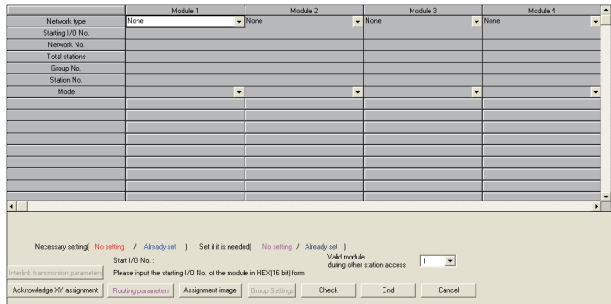 Module 1 Module 2 Module 3 Module 4
Network type None None None None
Starting I/O No.
Network No.
Total stations
Group No.
Station No.
Mode
Necessary setting( No setting / Already set ) Set if it is needed( No setting / Already set )
Start I/O No. : Valid module
during other station access 1
Interlink transmission parameters Please input the starting I/O No. of the module in HEX(16 bit) form
Acknowledge XY assignment Routing parameters Assignment image Group Settings Check End Cancel